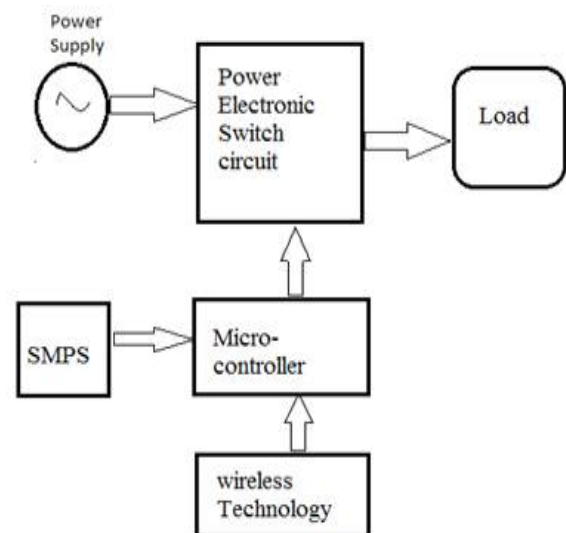 Power
Supply
Power
Electronic
Switch
circuit
Load
SMPS
Micro-
controller
wireless
Technology